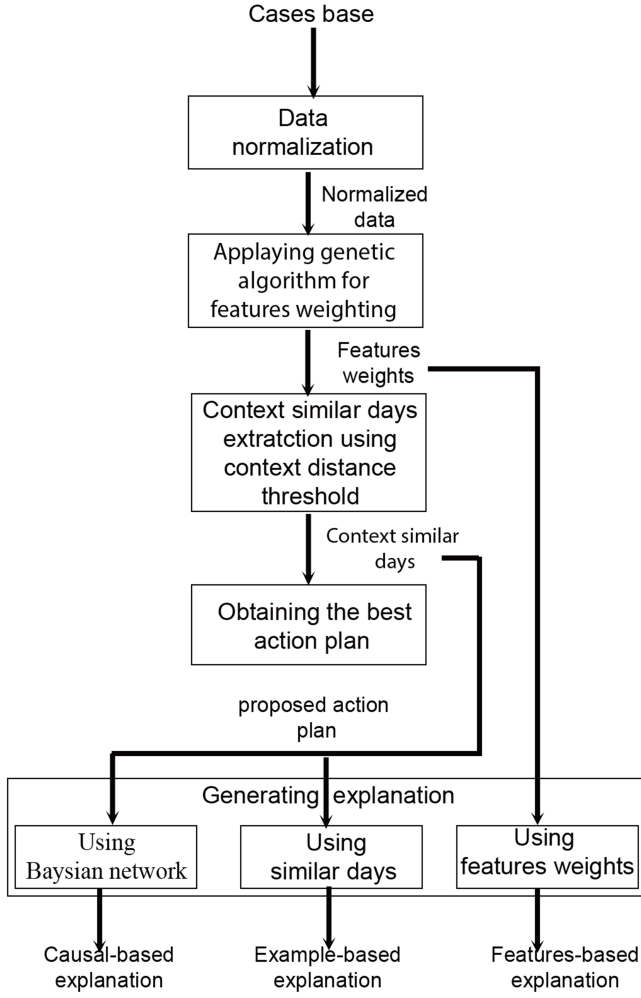 Cases base
Data
normalization
Normalized
data
Applaying genetic
algorithm for
features weighting
Features
weights
Context similar days
extratction using
context distance
threshold
Context similar
days
Obtaining the best
action plan
proposed action
plan
Generating explanation
Using
Baysian network
Using
similar days
Using
features weights
Causal-based
explanation
Example-based
explanation
Features-based
explanation